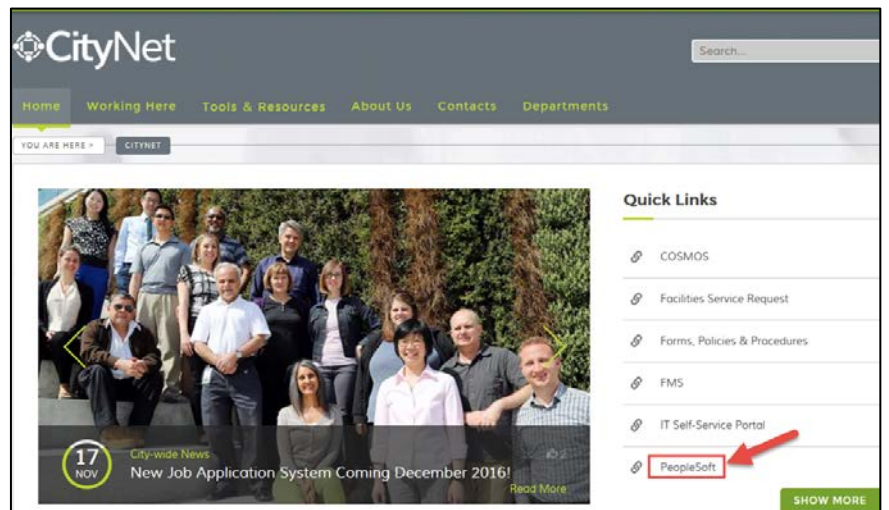 CityNet
Search...
Home Working Here Tools & Resources About Us Contacts Departments
YOU ARE HERE > CITYNET
Quick Links
COSMOS
Facilities Service Request
Forms, Policies & Procedures
FMS
IT Self-Service Portal
PeopleSoft
SHOW MORE
17
NOV
City-wide News
2
New Job Application System Coming December 2016!
Read More